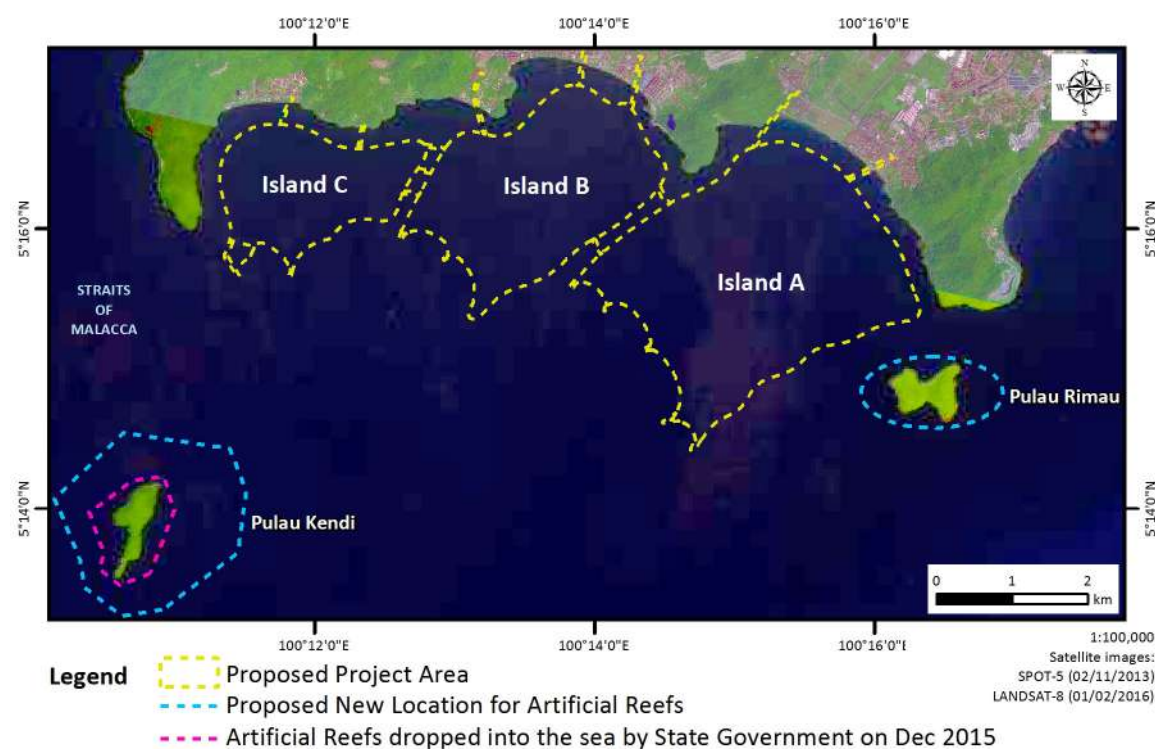 100°12'0"E
100°14'0"E
100°16'0"E
N
W
E
S
Island C
Island B
5°16'0"N
5°16'0"N
Island A
STRAITS
OF
MALACCA
Pulau Rimau
5°14'0"N
5°14'0"N
Pulau Kendi
0 1 2
km
100°12'0"E
100°14'0"E
100°16'0"E
1:100,000
Satellite images:
SPOT-5 (02/11/2013)
LANDSAT-8 (01/02/2016)
Legend
Proposed Project Area
Proposed New Location for Artificial Reefs
Artificial Reefs dropped into the sea by State Government on Dec 2015